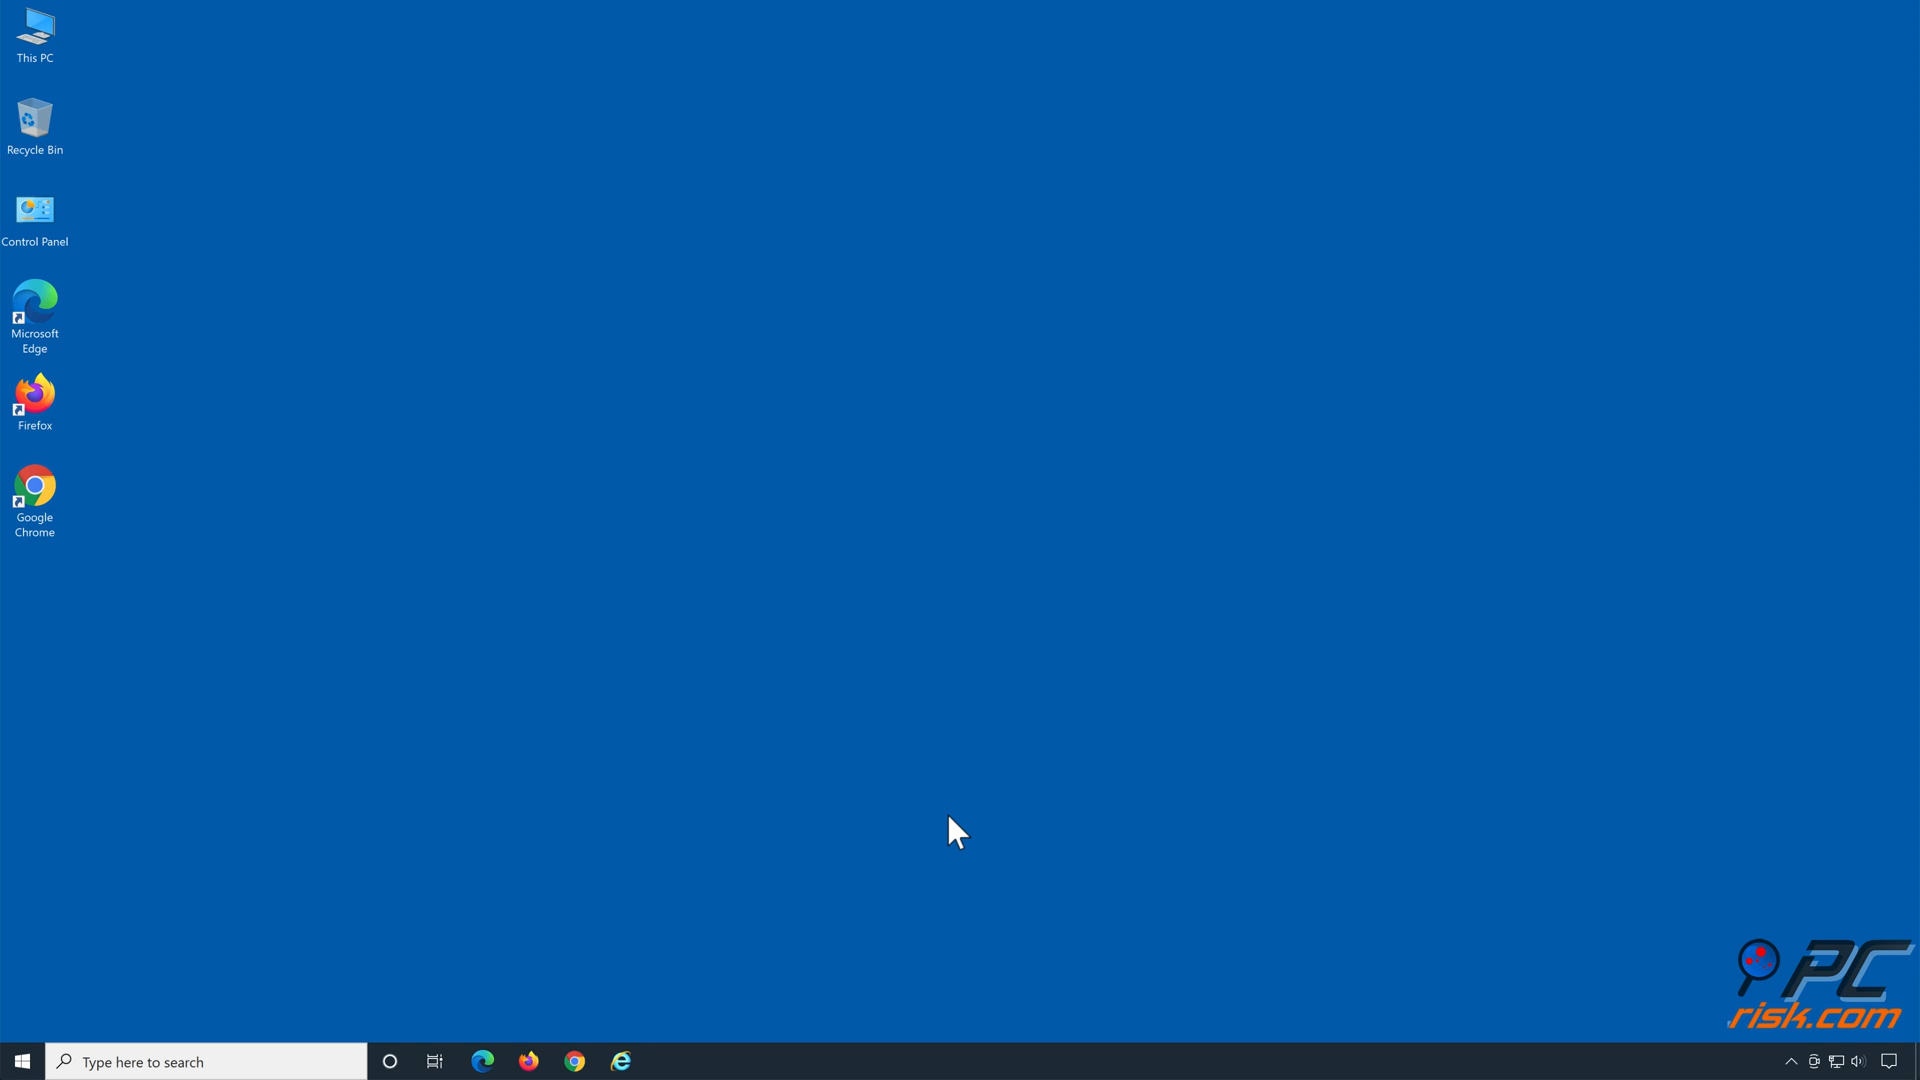 This PC
Recycle Bin
Control Panel
Microsoft
Edge
Firefox
Google
Chrome
PC
risk.com
Type here to search